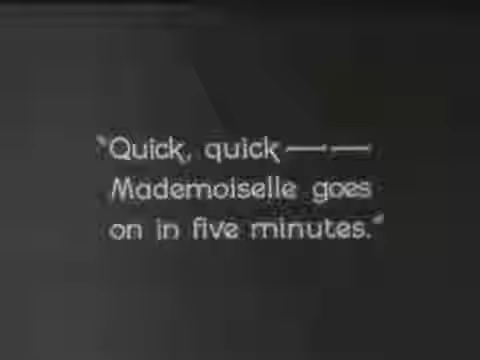 "Quick, quick — —
Mademoiselle goes
on in five minutes."